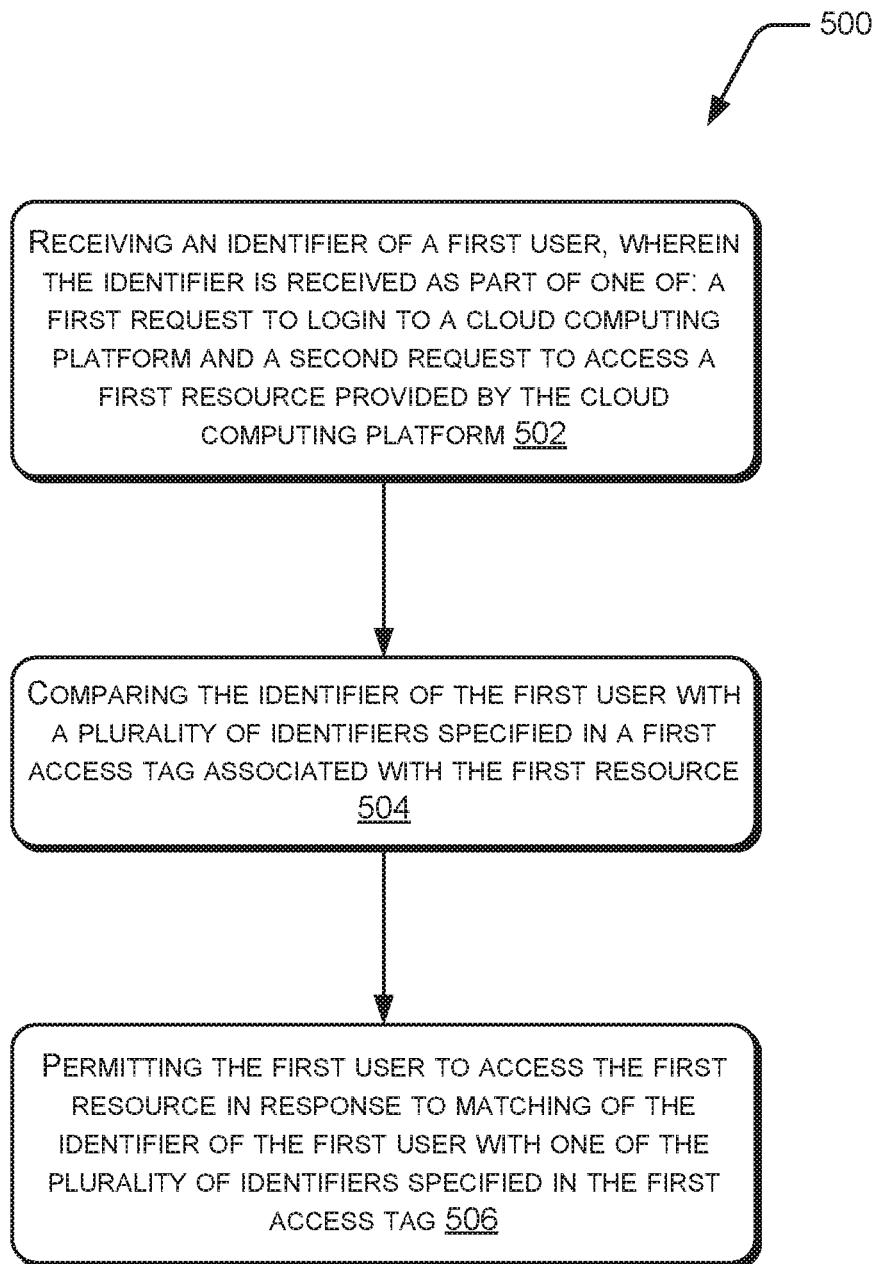 500
RECEIVING AN IDENTIFIER OF A FIRST USER, WHEREIN
THE IDENTIFIER IS RECEIVED AS PART OF ONE OF: A
FIRST REQUEST TO LOGIN TO A CLOUD COMPUTING
PLATFORM AND A SECOND REQUEST TO ACCESS A
FIRST RESOURCE PROVIDED BY THE CLOUD
COMPUTING PLATFORM 502
COMPARING THE IDENTIFIER OF THE FIRST USER WITH
A PLURALITY OF IDENTIFIERS SPECIFIED IN A FIRST
ACCESS TAG ASSOCIATED WITH THE FIRST RESOURCE
504
PERMITTING THE FIRST USER TO ACCESS THE FIRST
RESOURCE IN RESPONSE TO MATCHING OF THE
IDENTIFIER OF THE FIRST USER WITH ONE OF THE
PLURALITY OF IDENTIFIERS SPECIFIED IN THE FIRST
ACCESS TAG 506